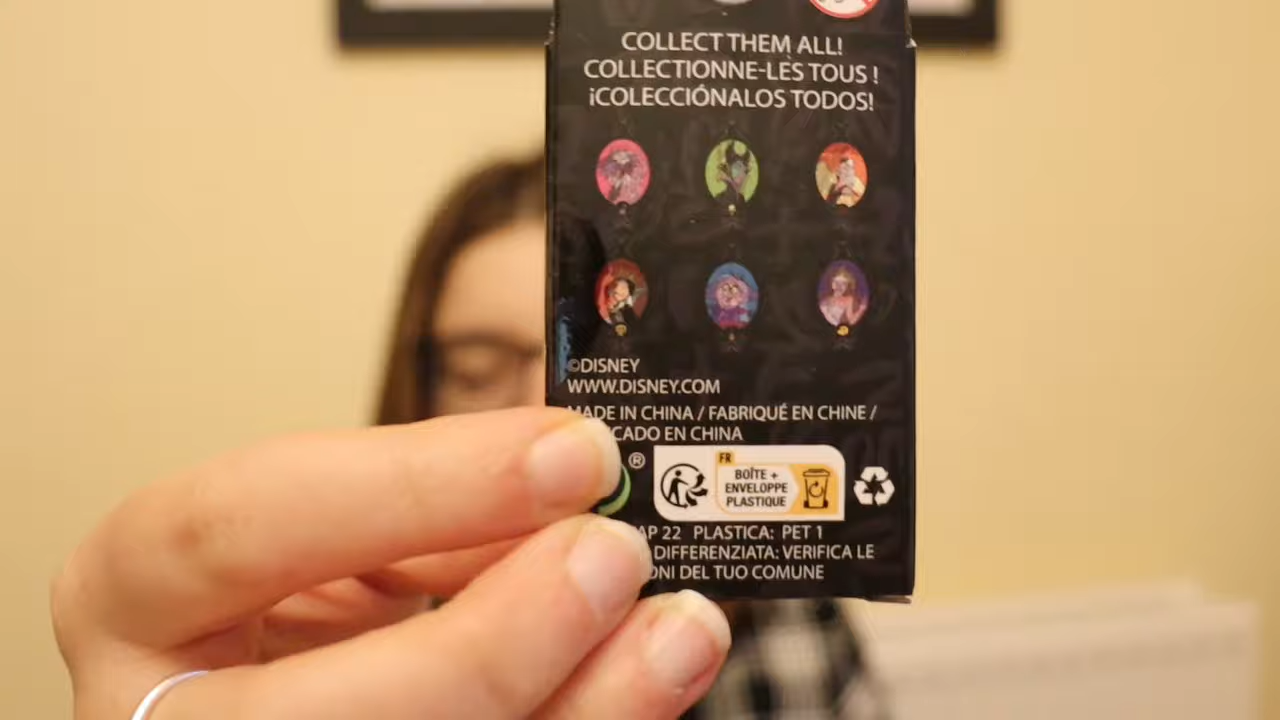 COLLECT THEM ALL!
COLLECTIONNE-LES TOUS !
¡COLECCIÓNALOS TODOS!
©DISNEY
WWW.DISNEY.COM
MADE IN CHINA / FABRIQUÉ EN CHINE /
CADO EN CHINA
®
FR
BOÎTE +
ENVELOPPE
PLASTIQUE
AP 22 PLASTICA: PET 1
DIFFERENZIATA: VERIFICA LE
ONI DEL TUO COMUNE